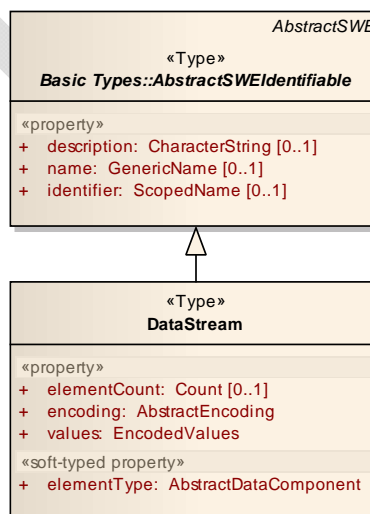 AbstractSWE
«Type»
Basic Types::AbstractSWEIdentifiable
«property»
+ description: CharacterString [0..1]
+ name: GenericName [0..1]
+ identifier: ScopedName [0..1]
«Type»
DataStream
«property»
+ elementCount: Count [0..1]
+ encoding: AbstractEncoding
+ values: EncodedValues
«soft-typed property»
+ elementType: AbstractDataComponent